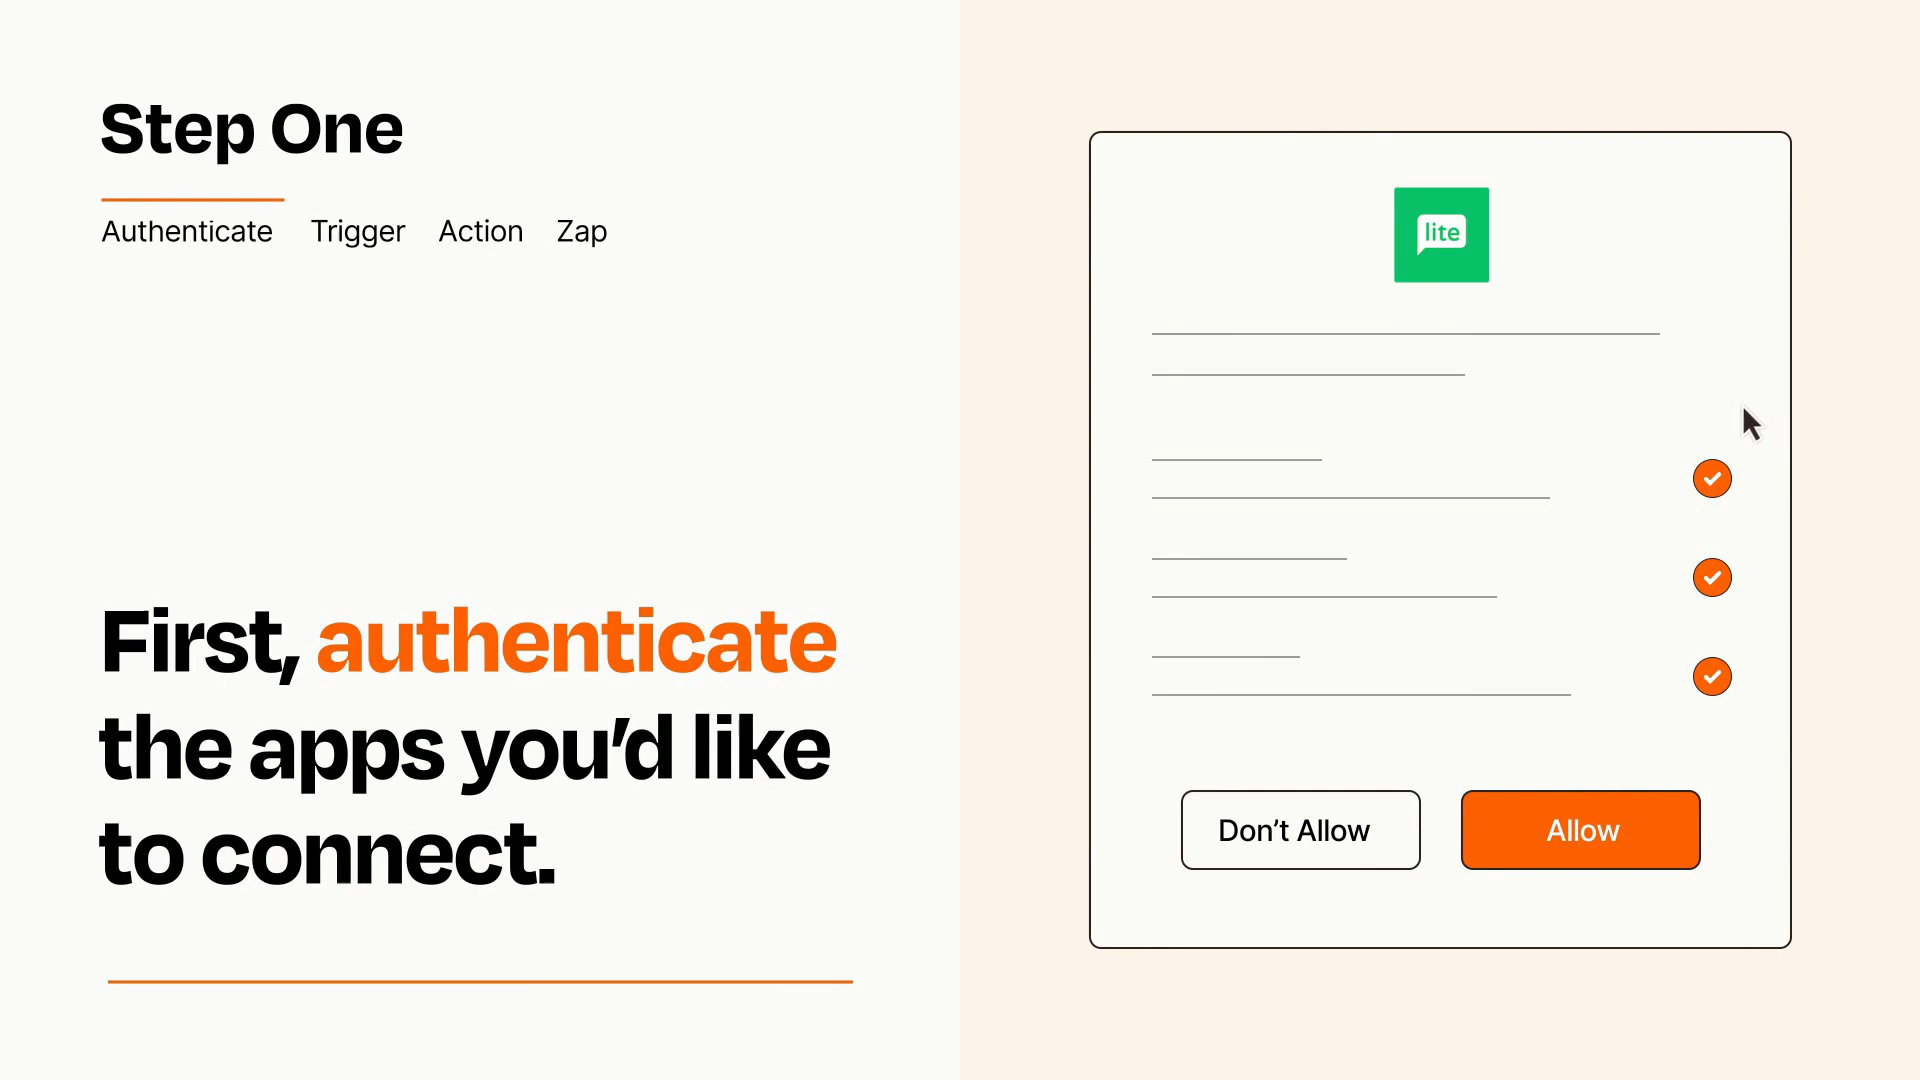 Step One
Authenticate Trigger Action Zap
First, authenticate
the apps you’d like
to connect.
lite
Don’t Allow
Allow